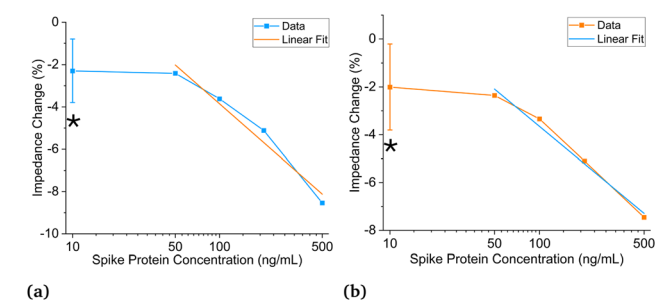 0
-2
-4
-6
-8
-10
Impedance Change (%)
Data
Linear Fit
*
10
50
100
500
Spike Protein Concentration (ng/mL)
(a)
0
-2
-4
-6
-8
Impedance Change (%)
Data
Linear Fit
*
10
50
100
500
Spike Protein Concentration (ng/mL)
(b)